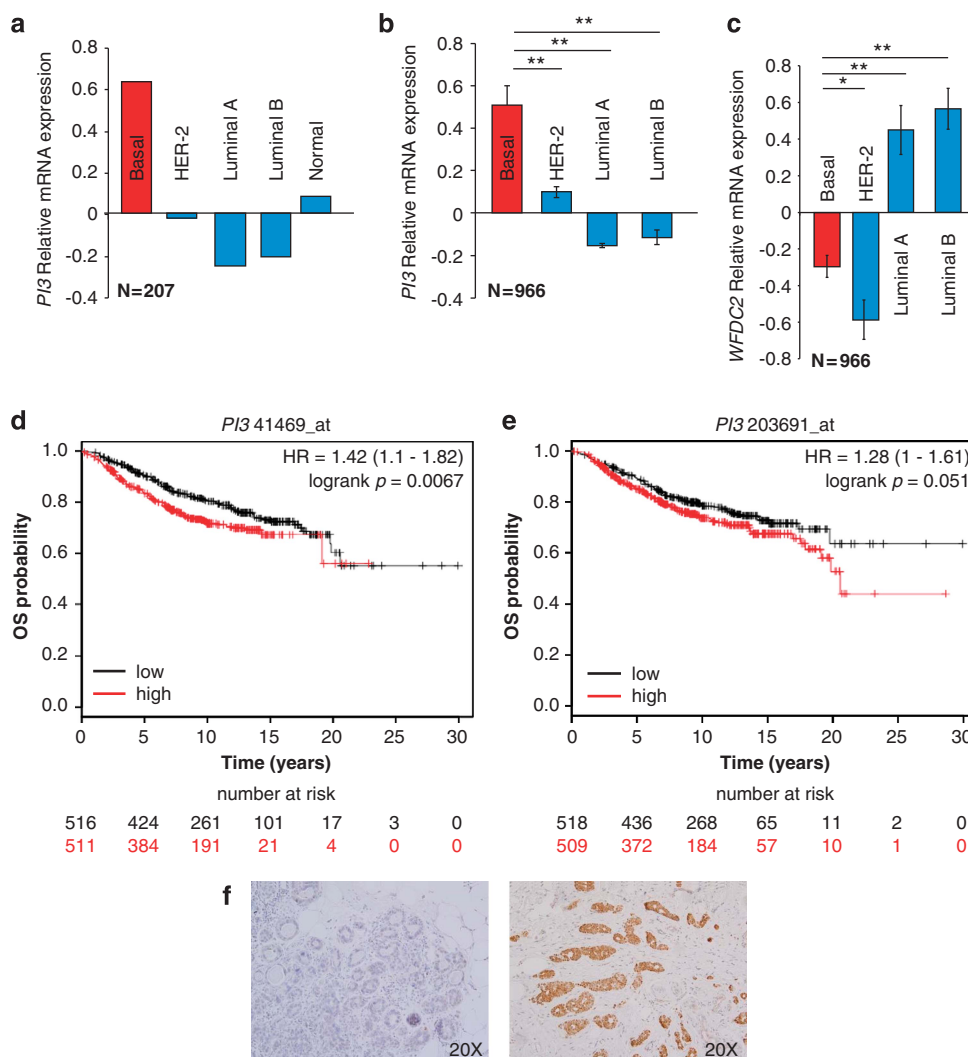 a
PI3 Relative mRNA expression
0.8
0.6
0.4
0.2
0
-0.2
-0.4
Basal
HER-2
Luminal A
Luminal B
Normal
N=207
b
PI3 Relative mRNA expression
0.8
0.6
0.4
0.2
0
-0.2
-0.4
**
**
**
Basal
HER-2
Luminal A
Luminal B
N=966
c
WFDC2 Relative mRNA expression
0.8
0.6
0.4
0.2
0
-0.2
-0.4
-0.6
-0.8
**
**
*
Basal
HER-2
Luminal A
Luminal B
N=966
d
PI3 41469_at
OS probability
1.0
0.8
0.6
0.4
0.2
0.0
HR = 1.42 (1.1 - 1.82)
logrank p = 0.0067
low
high
0 5 10 15 20 25 30
Time (years)
number at risk
516 424 261 101 17 3 0
511 384 191 21 4 0 0
e
PI3 203691_at
OS probability
1.0
0.8
0.6
0.4
0.2
0.0
HR = 1.28 (1 - 1.61)
logrank p = 0.051
low
high
0 5 10 15 20 25 30
Time (years)
number at risk
518 436 268 65 11 2 0
509 372 184 57 10 1 0
f
20X
20X